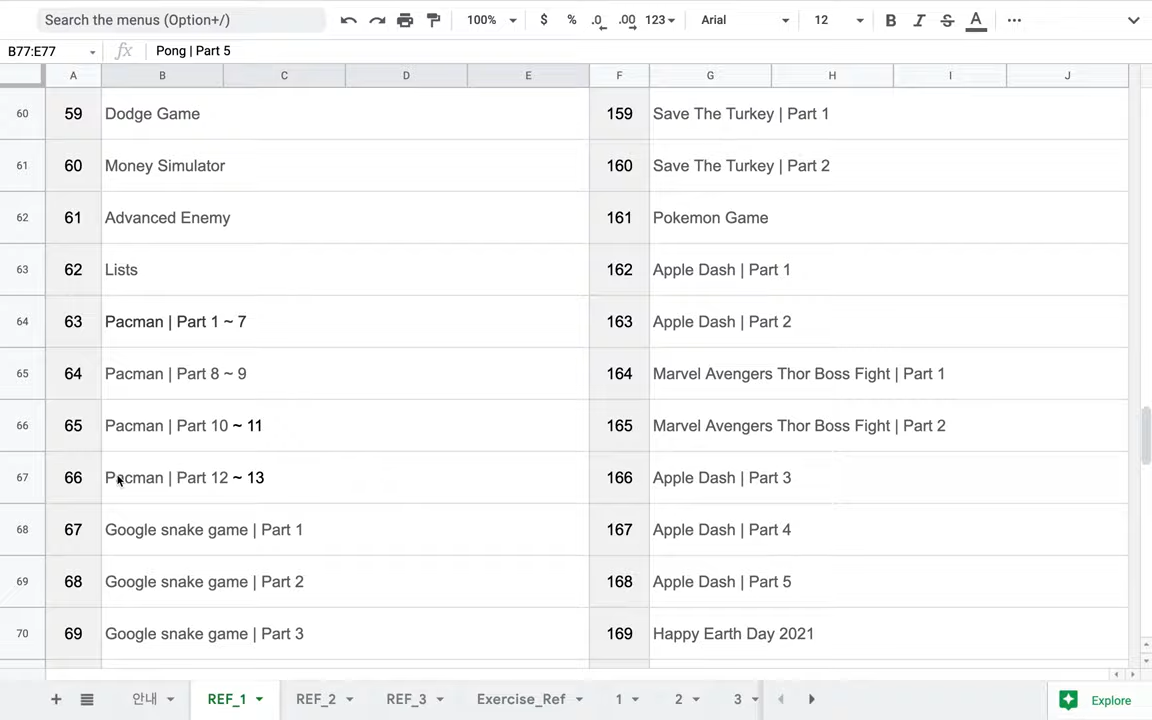 Search the menus (Option+/)
100%
$ % .0 .00 123
Arial
12
B I S A
B77:E77
fx
Pong | Part 5
A B C D E F G H I J
60 59 Dodge Game 159 Save The Turkey | Part 1
61 60 Money Simulator 160 Save The Turkey | Part 2
62 61 Advanced Enemy 161 Pokemon Game
63 62 Lists 162 Apple Dash | Part 1
64 63 Pacman | Part 1 ~ 7 163 Apple Dash | Part 2
65 64 Pacman | Part 8 ~ 9 164 Marvel Avengers Thor Boss Fight | Part 1
66 65 Pacman | Part 10 ~ 11 165 Marvel Avengers Thor Boss Fight | Part 2
67 66 Pacman | Part 12 ~ 13 166 Apple Dash | Part 3
68 67 Google snake game | Part 1 167 Apple Dash | Part 4
69 68 Google snake game | Part 2 168 Apple Dash | Part 5
70 69 Google snake game | Part 3 169 Happy Earth Day 2021
안내 REF_1 REF_2 REF_3 Exercise_Ref 1 2 3 Explore